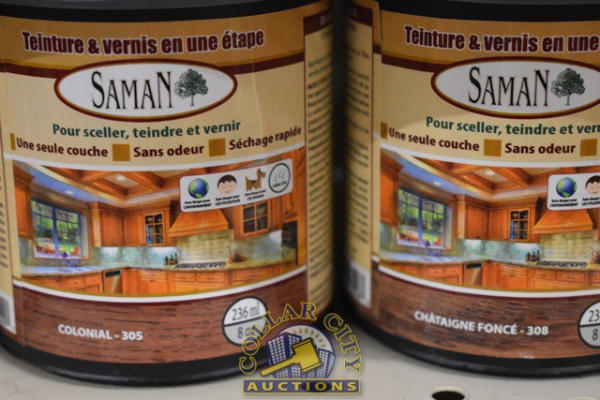 Teinture & vernis en une étape
SAMAN
Pour sceller, teindre et vernir
Une seule couche
Sans odeur
Séchage rapide
236 ml
COLONIAL - 305
Teinture & vernis en une
SAMAN
Pour sceller, teindre et
Une seule couche
Sans odeur
CHÂTAIGNE FONCÉ - 308
COLLAR CITY
AUCTIONS